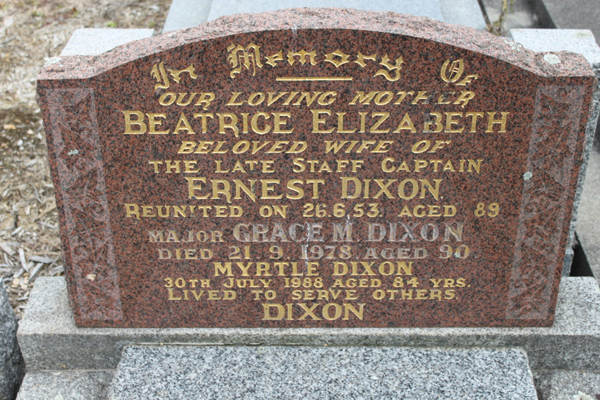 In Memory Of
OUR LOVING MOTHER
BEATRICE ELIZABETH
BELOVED WIFE OF
THE LATE STAFF CAPTAIN
ERNEST DIXON.
REUNITED ON 26.6.53. AGED 89
MAJOR GRACE M. DIXON
DIED 21.9.1978 AGED 90.
MYRTLE DIXON
30TH JULY 1988 AGED 84 YRS.
LIVED TO SERVE OTHERS.
DIXON